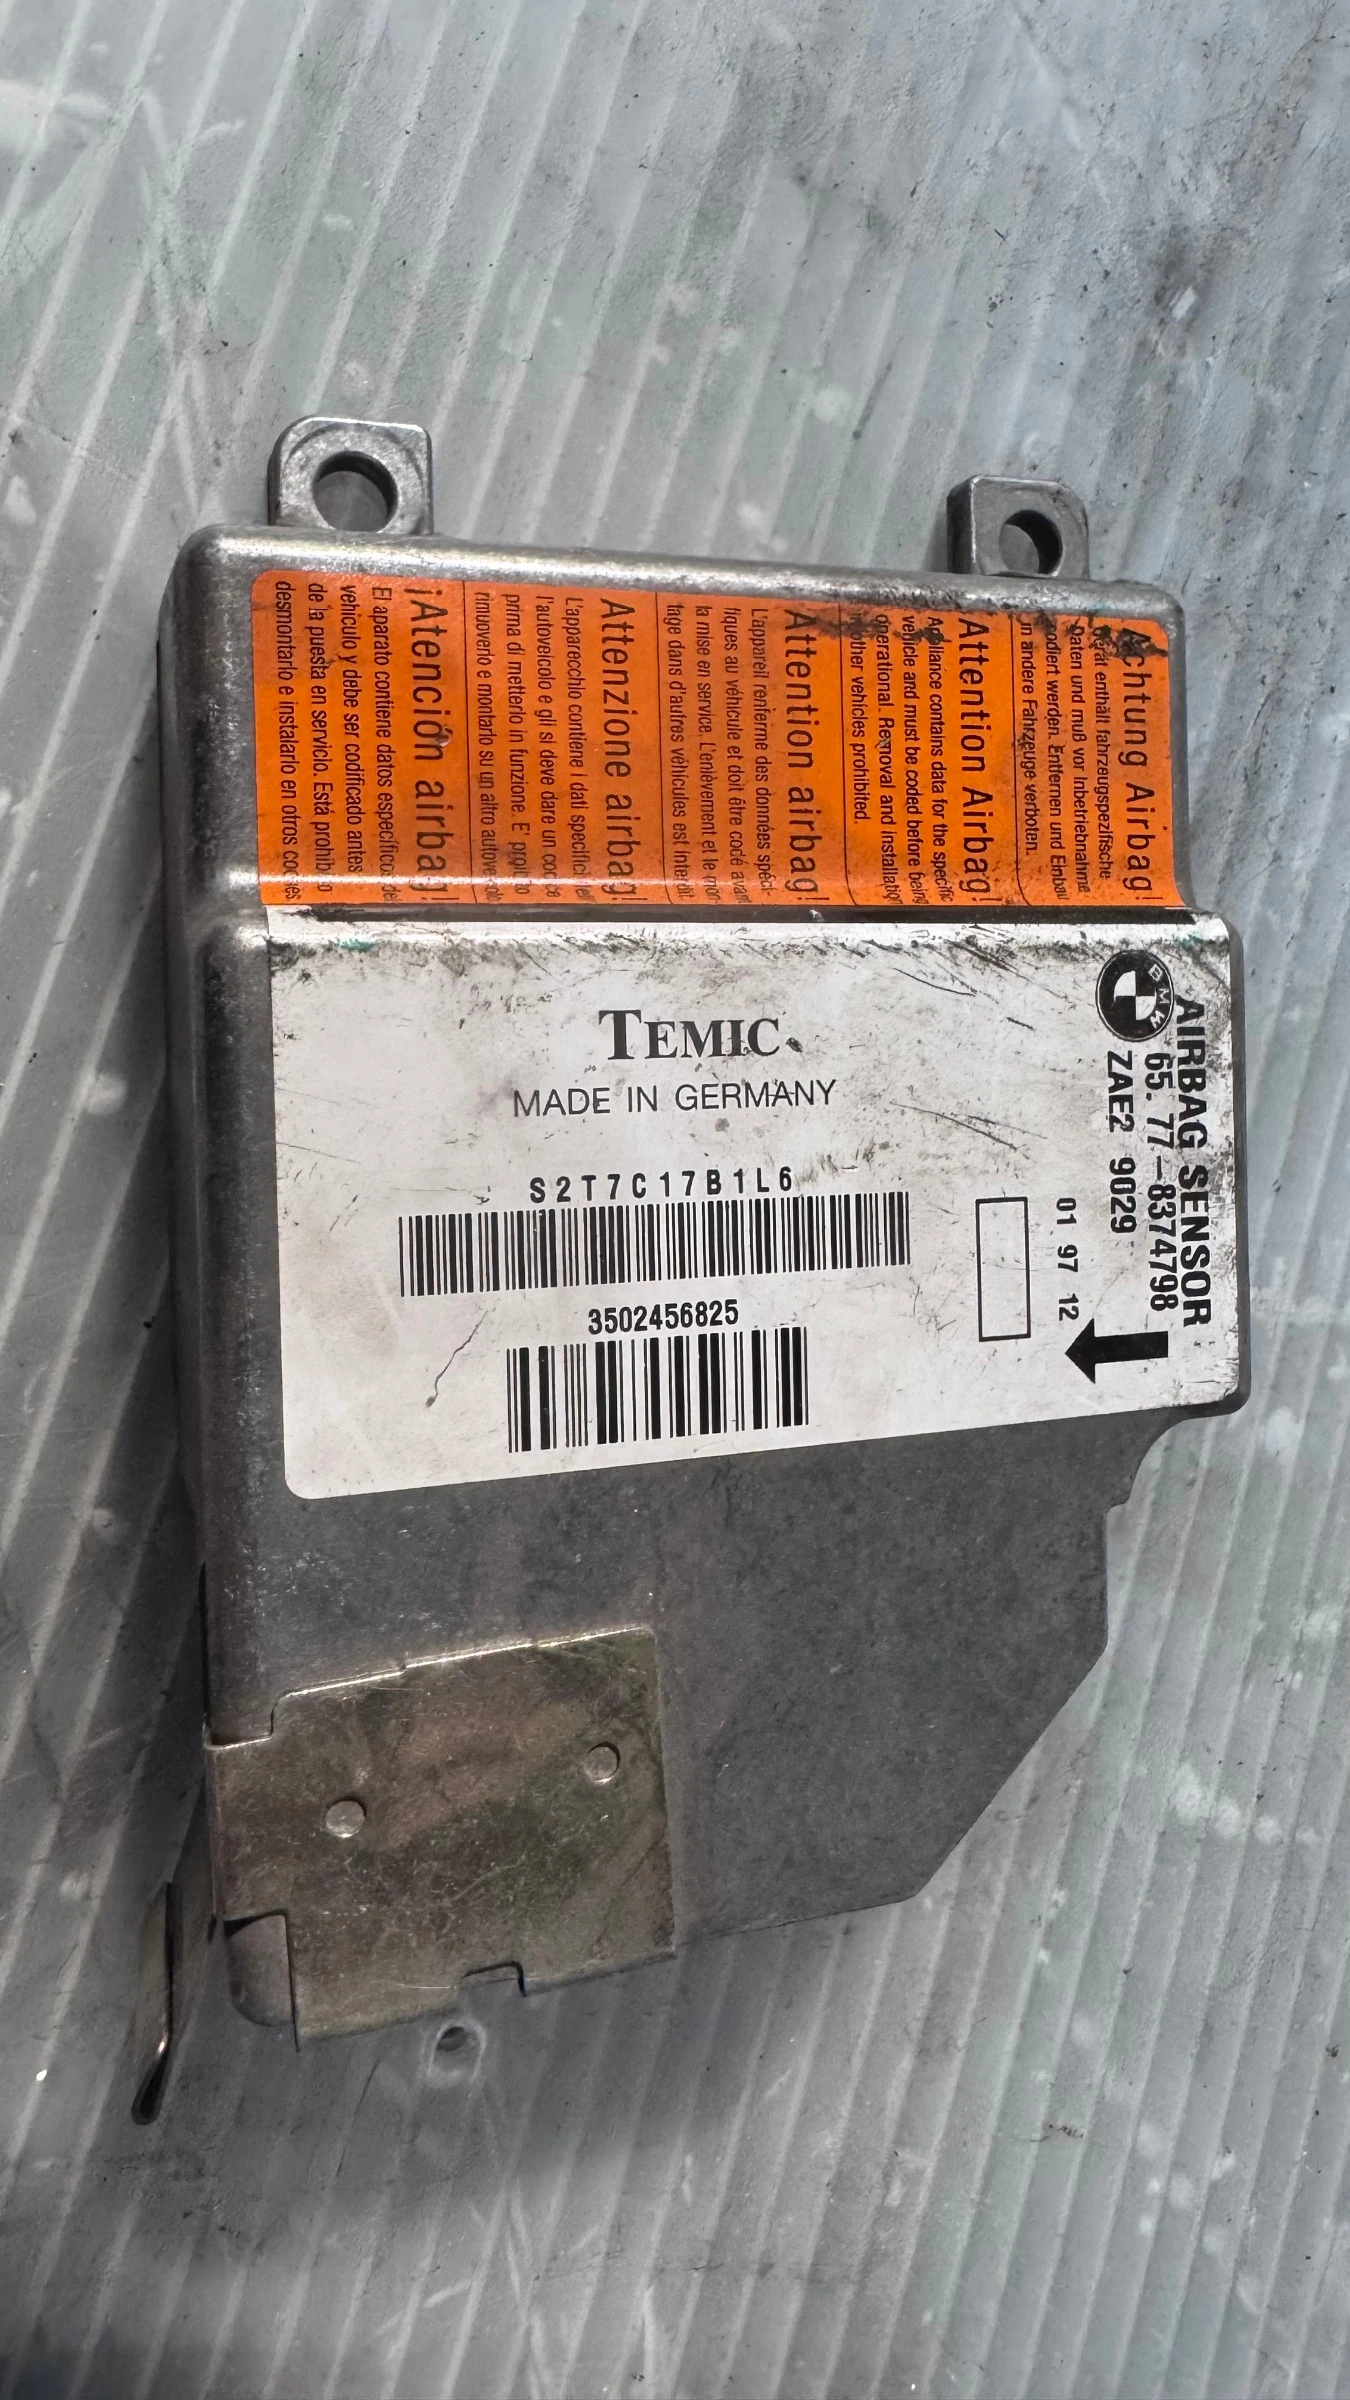 Achtung Airbag!
Gerät enthält fahrzeugspezifische
Daten und muß vor Inbetriebnahme
codiert werden. Entfernen und Einbau
in andere Fahrzeuge verboten.
Attention Airbag!
Appliance contains data for the specific
vehicle and must be coded before being
operational. Removal and installation
in other vehicles prohibited.
Attention airbag!
L'appareil renferme des données spéci-
fiques au véhicule et doit être codé avant
la mise en service. L'enlèvement et le mon-
tage dans d'autres véhicules est interdit.
Attenzione airbag!
L'apparecchio contiene i dati specifici
l'autoveicolo e gli si deve dare un
prima di metterlo in funzione. E'
rimuoverlo e montarlo su un altro
¡Atención airbag!
El aparato contiene datos específicos del
vehículo y debe ser codificado antes
de la puesta en servicio. Está
desmontarlo e instalarlo en otros
BMW
AIRBAG SENSOR
65. 77-8374798
ZAE2 9029
01 97 12
TEMIC
MADE IN GERMANY
S2T7C17B1L6
3502456825